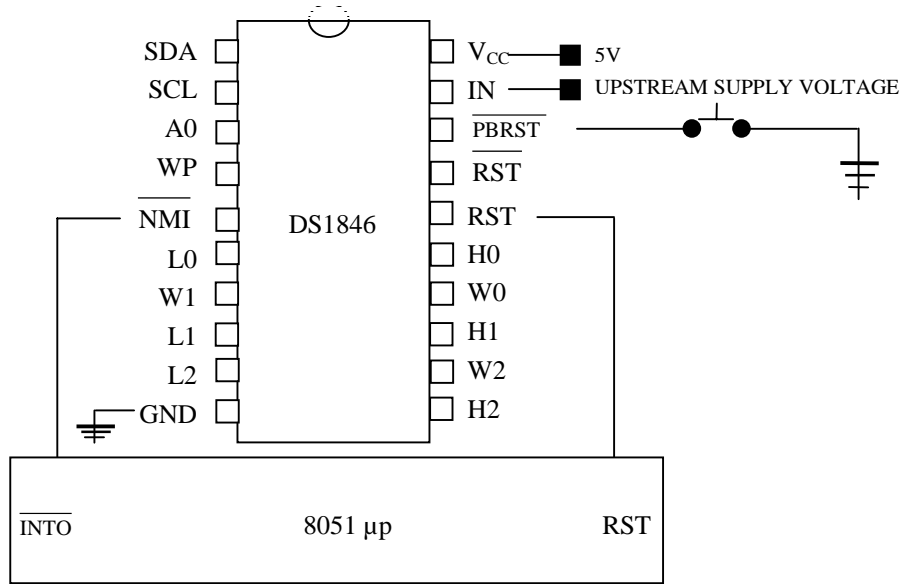 SDA
SCL
A0
WP
NMI
L0
W1
L1
L2
GND
DS1846
VCC
5V
IN
UPSTREAM SUPPLY VOLTAGE
PBRST
RST
RST
H0
W0
H1
W2
H2
INTO
8051 µp
RST